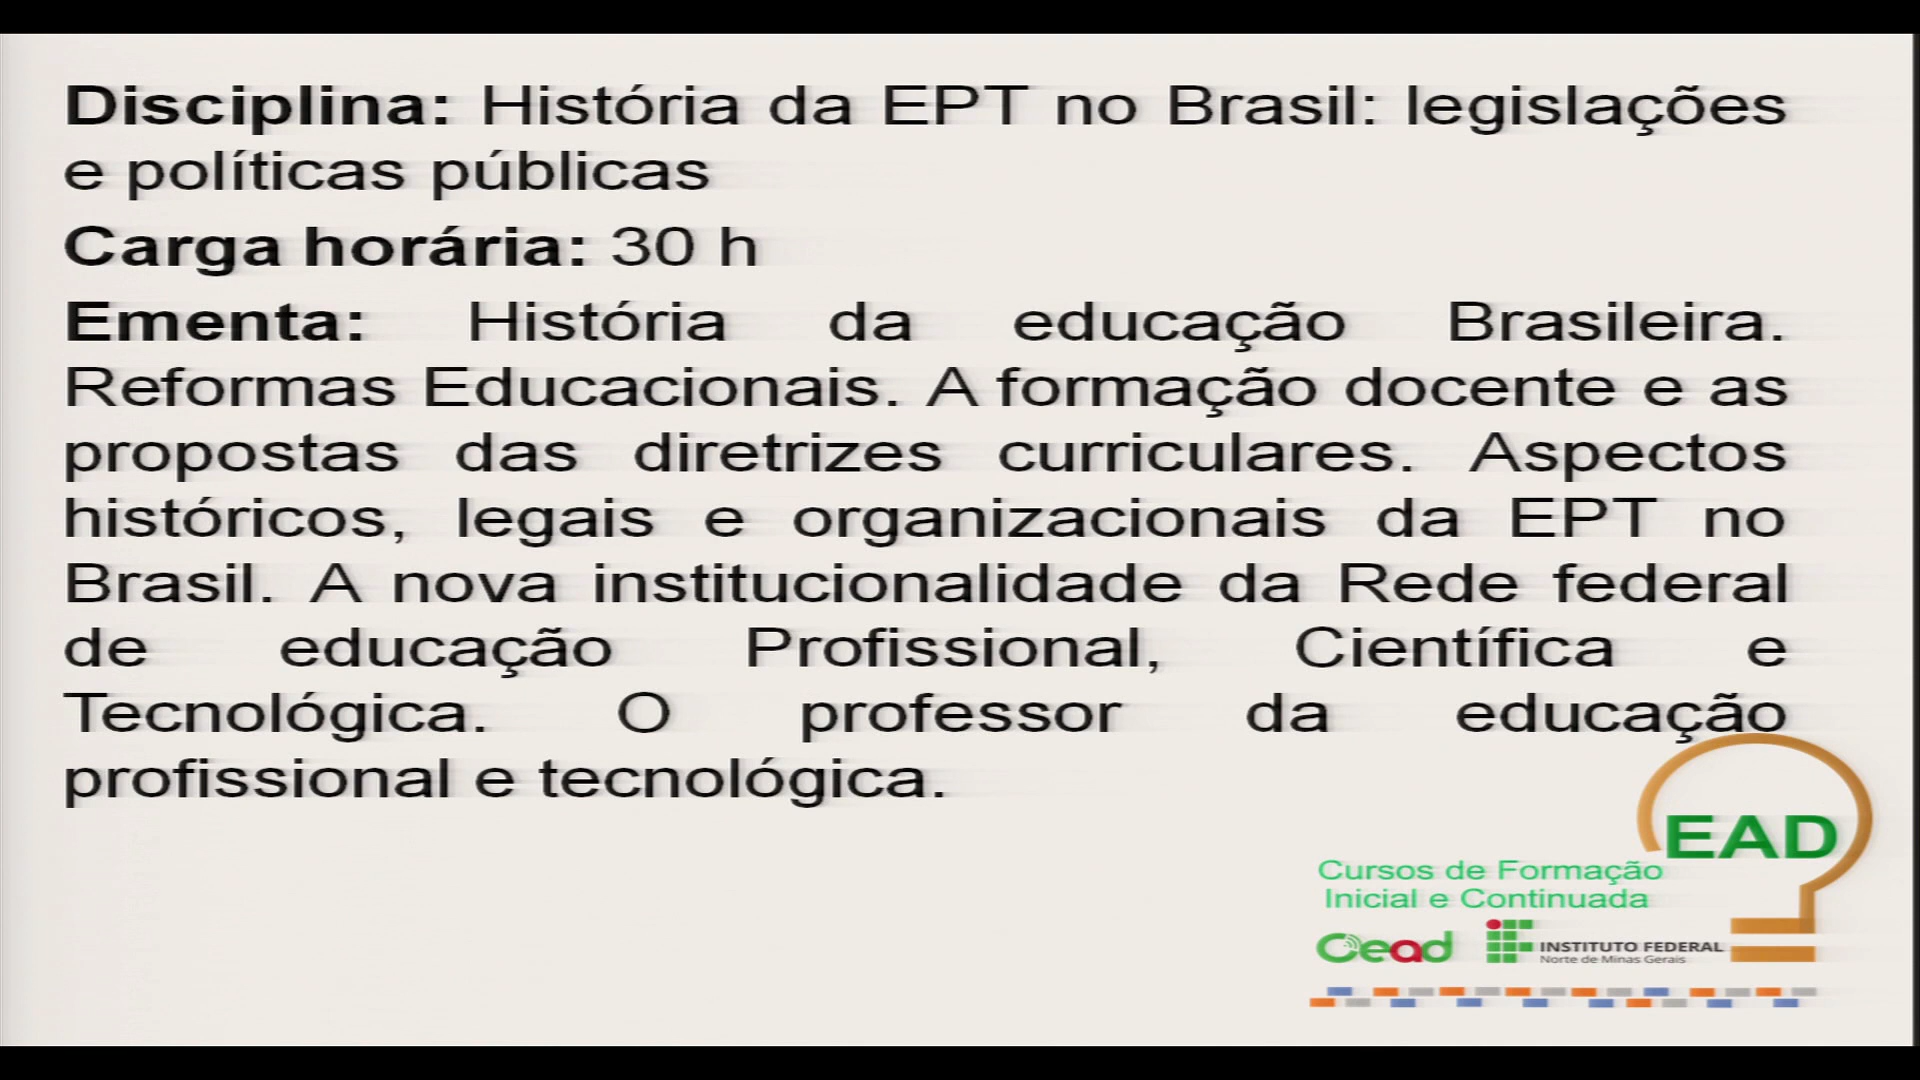 Disciplina: História da EPT no Brasil: legislações
e políticas públicas
Carga horária: 30 h
Ementa: História da educação Brasileira.
Reformas Educacionais. A formação docente e as
propostas das diretrizes curriculares. Aspectos
históricos, legais e organizacionais da EPT no
Brasil. A nova institucionalidade da Rede federal
de educação Profissional, Científica e
Tecnológica. O professor da educação
profissional e tecnológica.
EAD
Cursos de Formação
Inicial e Continuada
Cead
INSTITUTO FEDERAL
Norte de Minas Gerais